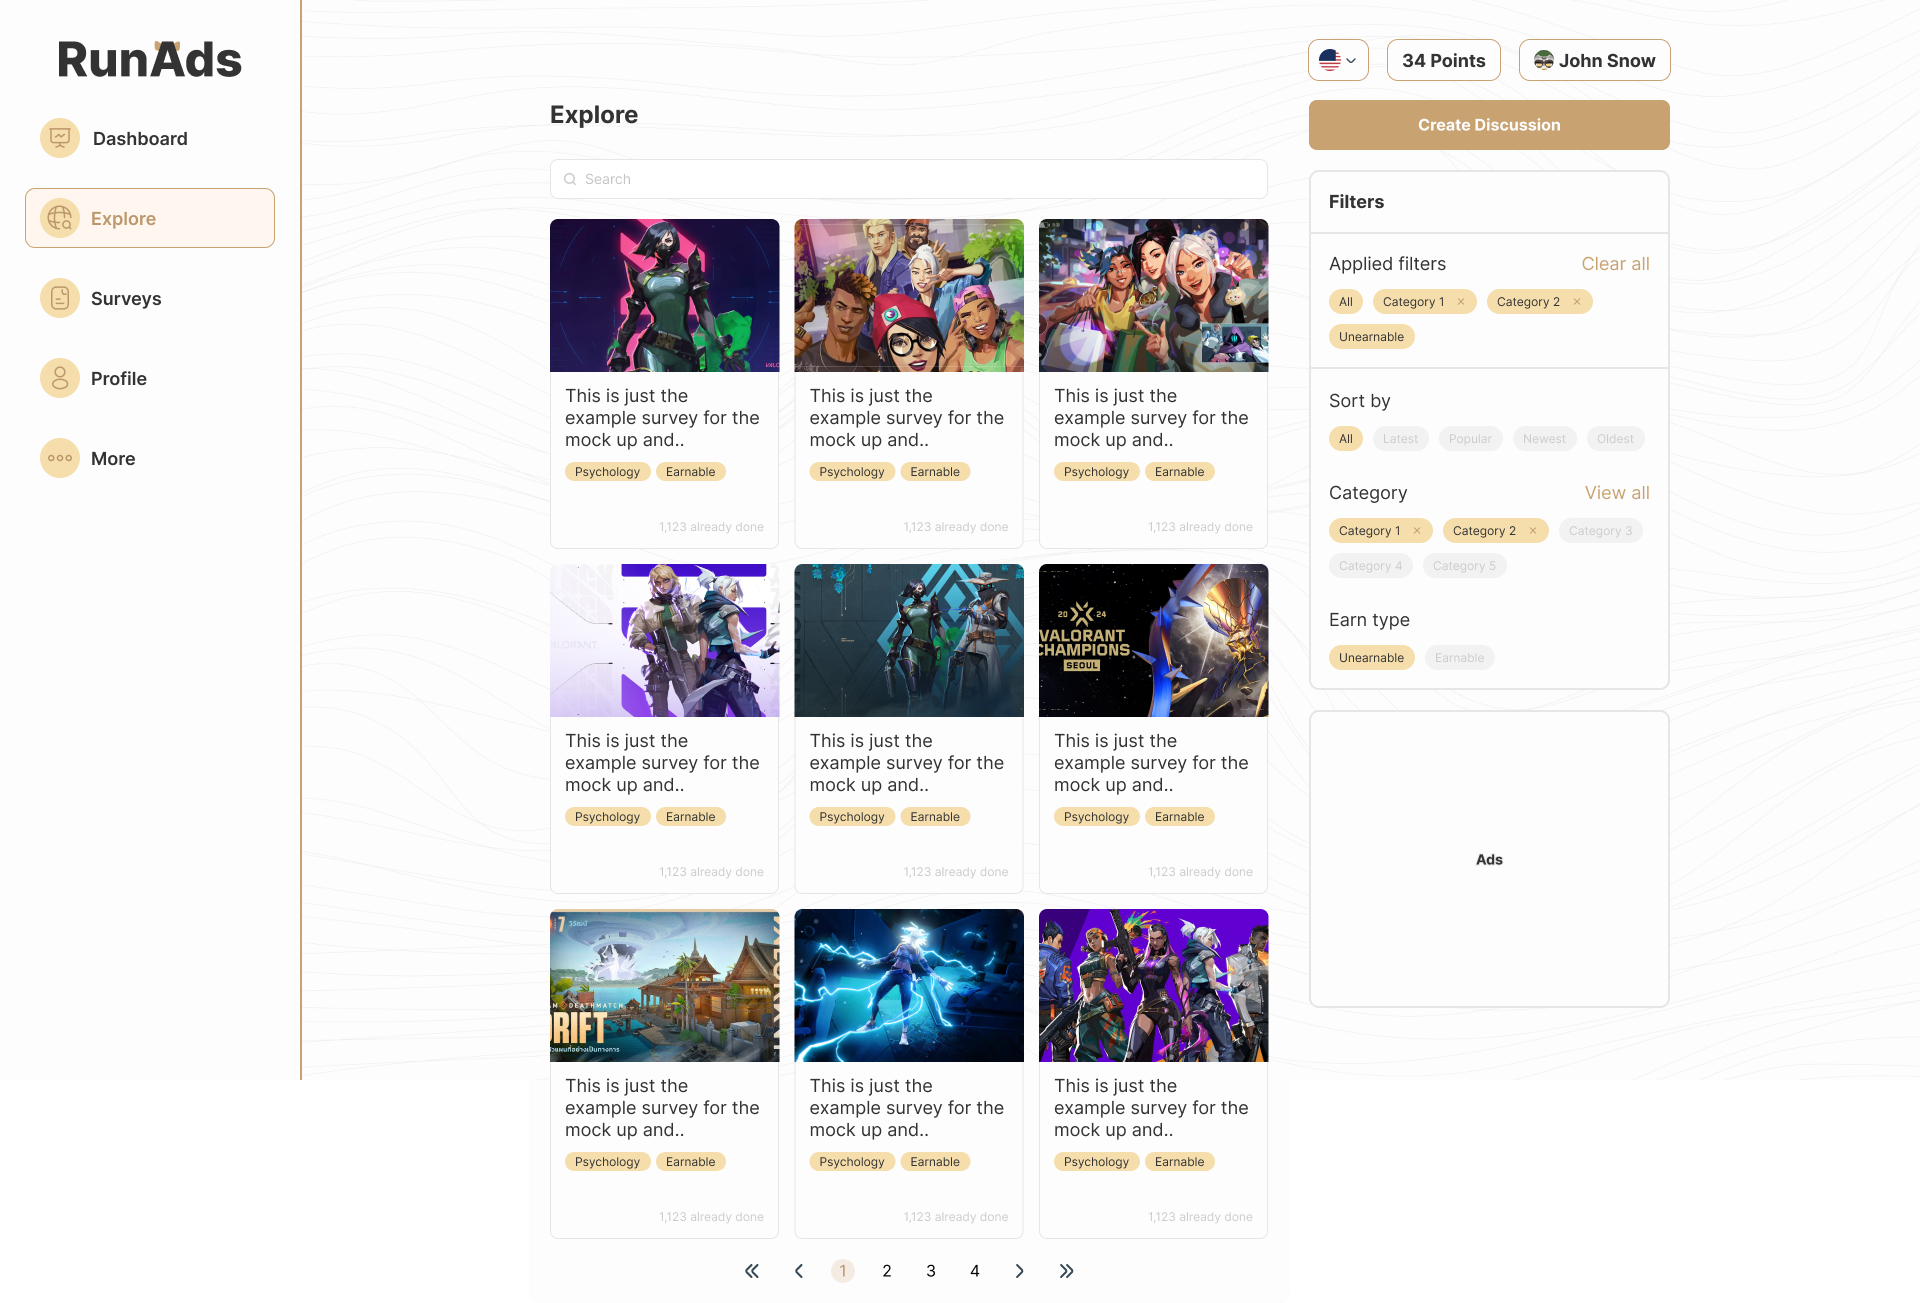 RunAds
34 Points
John Snow
Dashboard
Explore
Surveys
Profile
More
Explore
Search
This is just the
example survey for the
mock up and..
Psychology
Earnable
1,123 already done
This is just the
example survey for the
mock up and..
Psychology
Earnable
1,123 already done
This is just the
example survey for the
mock up and..
Psychology
Earnable
1,123 already done
This is just the
example survey for the
mock up and..
Psychology
Earnable
1,123 already done
This is just the
example survey for the
mock up and..
Psychology
Earnable
1,123 already done
20 24
VALORANT
CHAMPIONS
SEOUL
This is just the
example survey for the
mock up and..
Psychology
Earnable
1,123 already done
7
DEATHMATCH
DRIFT
This is just the
example survey for the
mock up and..
Psychology
Earnable
1,123 already done
This is just the
example survey for the
mock up and..
Psychology
Earnable
1,123 already done
This is just the
example survey for the
mock up and..
Psychology
Earnable
1,123 already done
1 2 3 4
Create Discussion
Filters
Applied filters
Clear all
All
Category 1 ×
Category 2 ×
Unearnable
Sort by
All
Latest
Popular
Newest
Oldest
Category
View all
Category 1 ×
Category 2 ×
Category 3
Category 4
Category 5
Earn type
Unearnable
Earnable
Ads